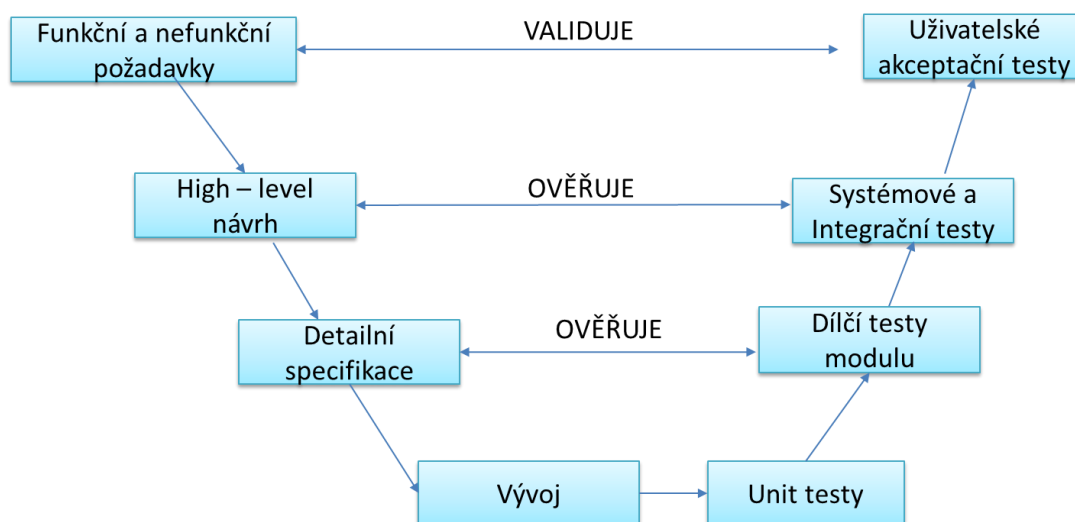 Funkční a nefunkční
požadavky
VALIDUJE
Uživatelské
akceptační testy
High – level
návrh
OVĚŘUJE
Systémové a
Integrační testy
Detailní
specifikace
OVĚŘUJE
Dílčí testy
modulu
Vývoj
Unit testy